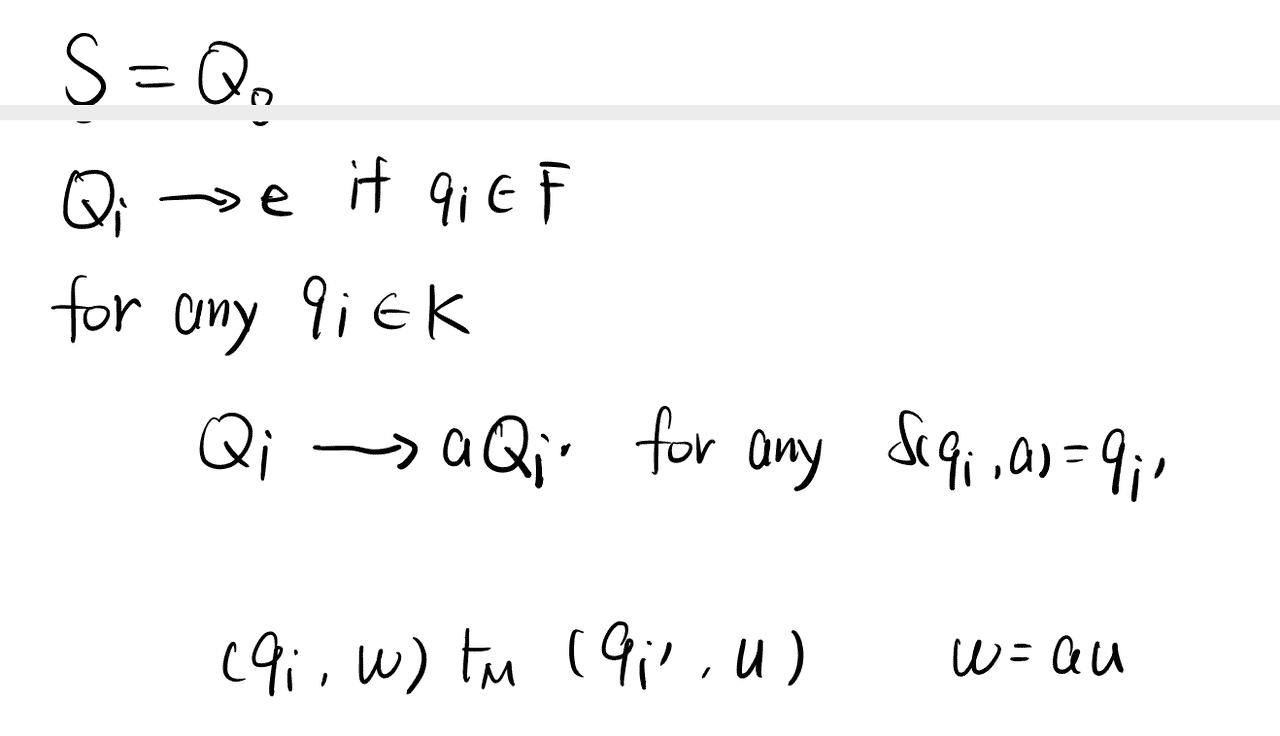 S = Q₀
Qᵢ → e if qᵢ ∈ F
for any qᵢ ∈ K
Qᵢ → aQᵢ' for any δ(qᵢ, a) = qᵢ'
(qᵢ, w) ⊢ₘ (qᵢ', u) w = au